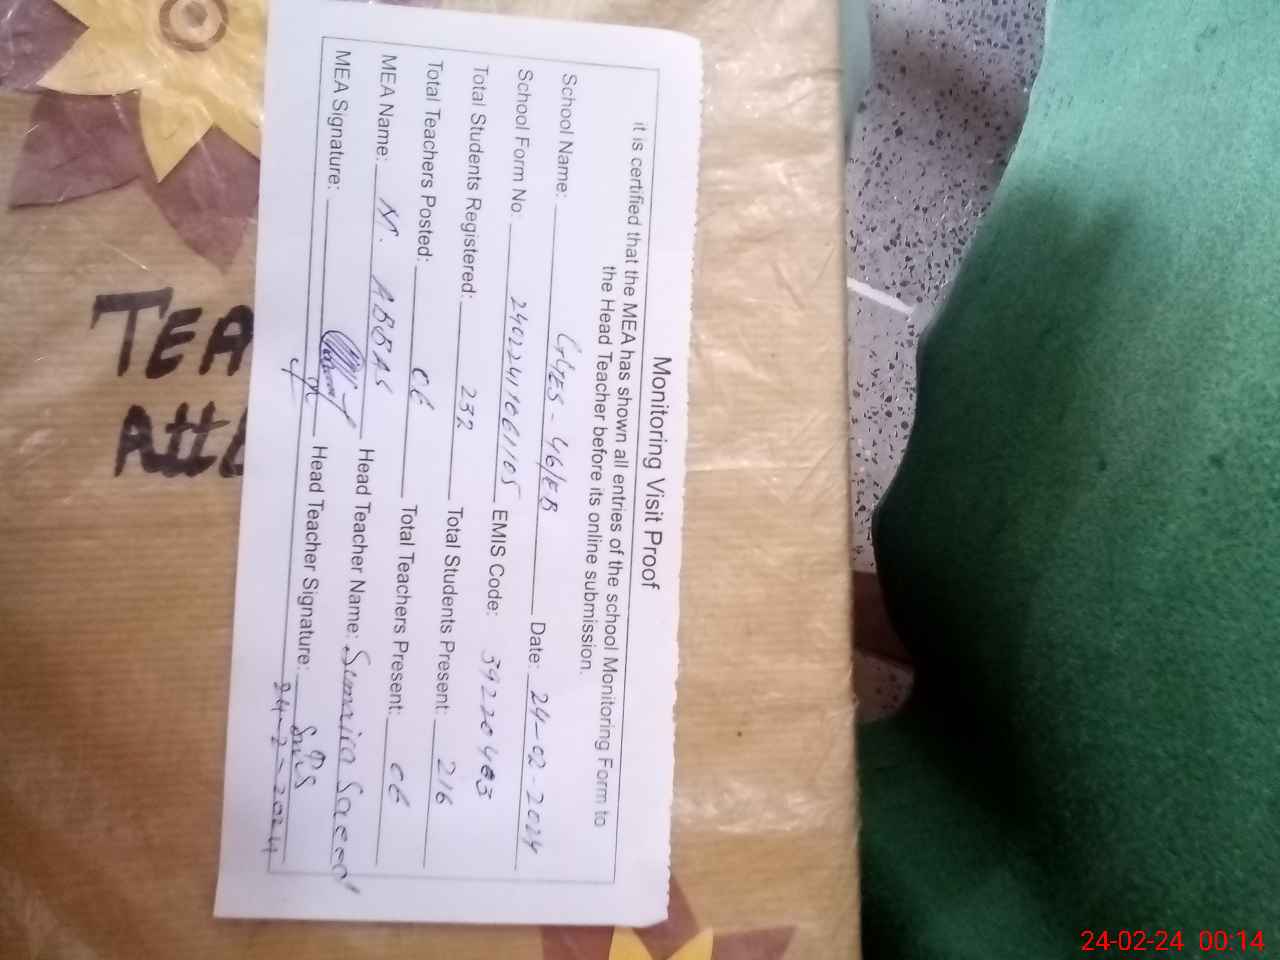 Monitoring Visit Proof
it is certified that the MEA has shown all entries of the school Monitoring Form to
the Head Teacher before its online submission.
School Name: GGES - 46/EB Date: 24-02-2024
School Form No: EMIS Code: 39220403
Total Students Registered: 232 Total Students Present: 216
Total Teachers Posted: 06 Total Teachers Present: 06
MEA Name: M. ABBAS Head Teacher Name: Sumaira Saeed
MEA Signature: Head Teacher Signature:
24-2-2024
TEA
Att
24-02-24 00:14